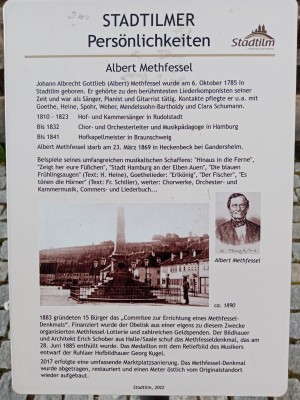 STADTILMER
Persönlichkeiten
Stadtilm
Albert Methfessel
Johann Albrecht Gottlieb (Albert) Methfessel wurde am 6. Oktober 1785 in
Stadtilm geboren. Er gehörte zu den berühmtesten Liederkomponisten seiner
Zeit und war als Sänger, Pianist und Gitarrist tätig. Kontakte pflegte er u.a. mit
Goethe, Heine, Spohr, Weber, Mendelssohn-Bartholdy und Clara Schumann.
1810 - 1823 Hof- und Kammersänger in Rudolstadt
Bis 1832 Chor- und Orchesterleiter und Musikpädagoge in Hamburg
Bis 1841 Hofkapellmeister in Braunschweig
Albert Methfessel starb am 23. März 1869 in Heckenbeck bei Gandersheim.
Beispiele seines umfangreichen musikalischen Schaffens: "Hinaus in die Ferne",
"Zeigt her eure Füßchen", "Stadt Hamburg an der Elben Auen", "Die blauen
Frühlingsaugen" (Text: H. Heine), Goethelieder: "Erlkönig", "Der Fischer", "Es
tönen die Hörner" (Text: Fr. Schiller), weiter: Chorwerke, Orchester- und
Kammermusik, Commers- und Liederbuch...
Albert Methfessel
ca. 1890
1883 gründeten 15 Bürger das „Commitee zur Errichtung eines Methfessel-
Denkmals“. Finanziert wurde der Obelisk aus einer eigens zu diesem Zwecke
organisierten Methfessel-Lotterie und zahlreichen Geldspenden. Der Bildhauer
und Architekt Erich Schober aus Halle/Saale schuf das Methfesseldenkmal, das
am 28. Juni 1885 enthüllt wurde. Das Medaillon mit dem Reliefbild des Musikers
entwarf der Ruhlaer Hofbildhauer Georg Kugel.
2017 erfolgte eine umfassende Marktplatzsanierung. Das Methfessel-Denkmal
wurde abgetragen, restauriert und einen Meter östlich vom Originalstandort
wieder aufgebaut.
Stadtilm, 2022